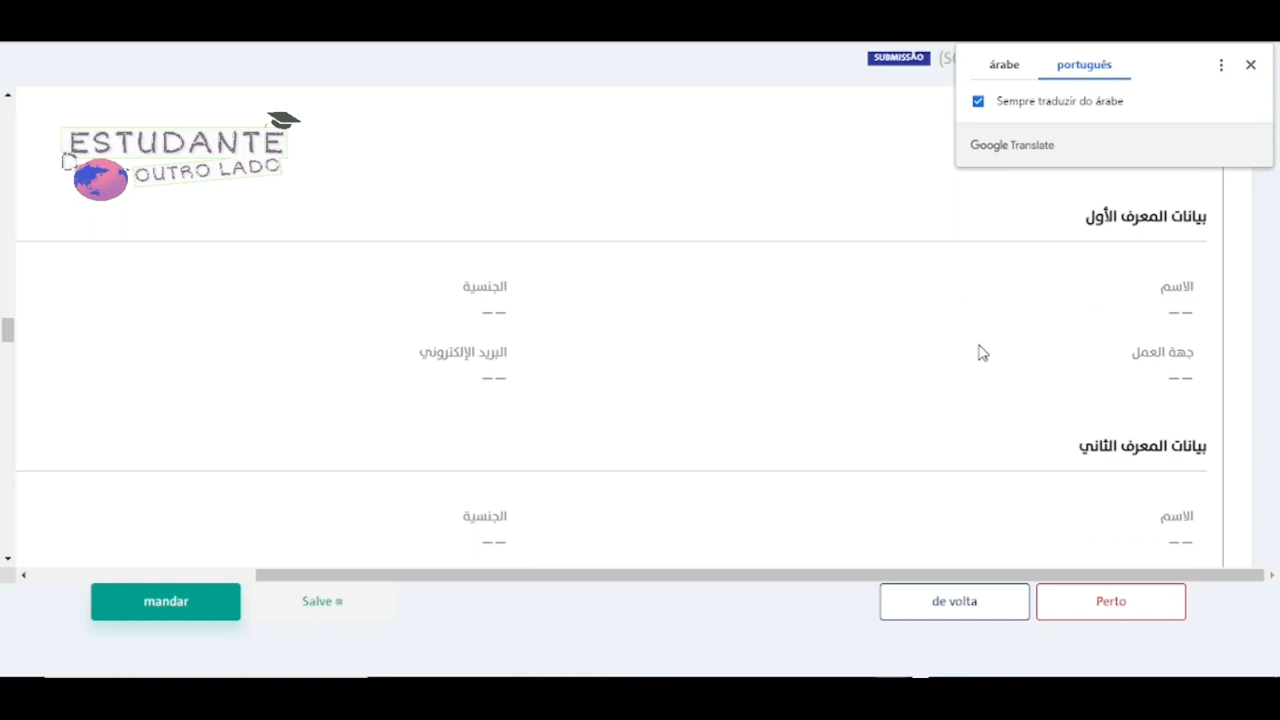 SUBMISSÃO
árabe português
Sempre traduzir do árabe
Google Translate
ESTUDANTE
DO OUTRO LADO
بيانات المعرف الأول
الاسم
الجنسية
— —
— —
جهة العمل
البريد الإلكتروني
— —
— —
بيانات المعرف الثاني
الاسم
الجنسية
— —
— —
mandar
Salve
de volta
Perto